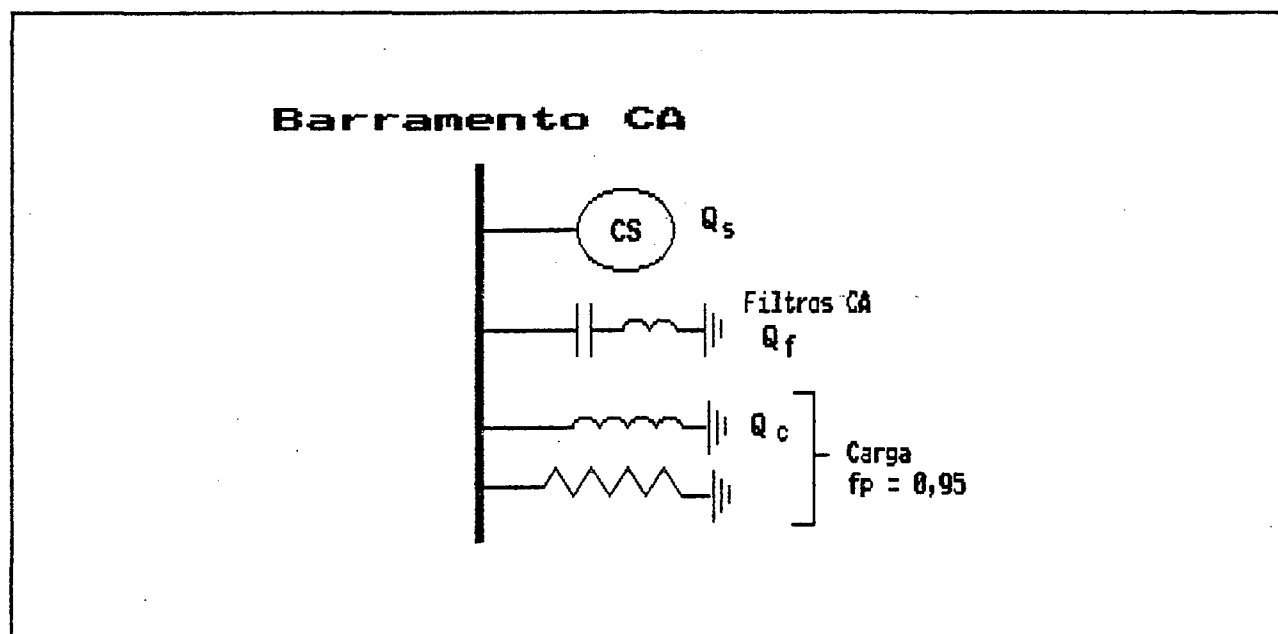 Barramento CA
CS
Qs
Filtros CA
Qf
Qc
Carga
fp = 0,95